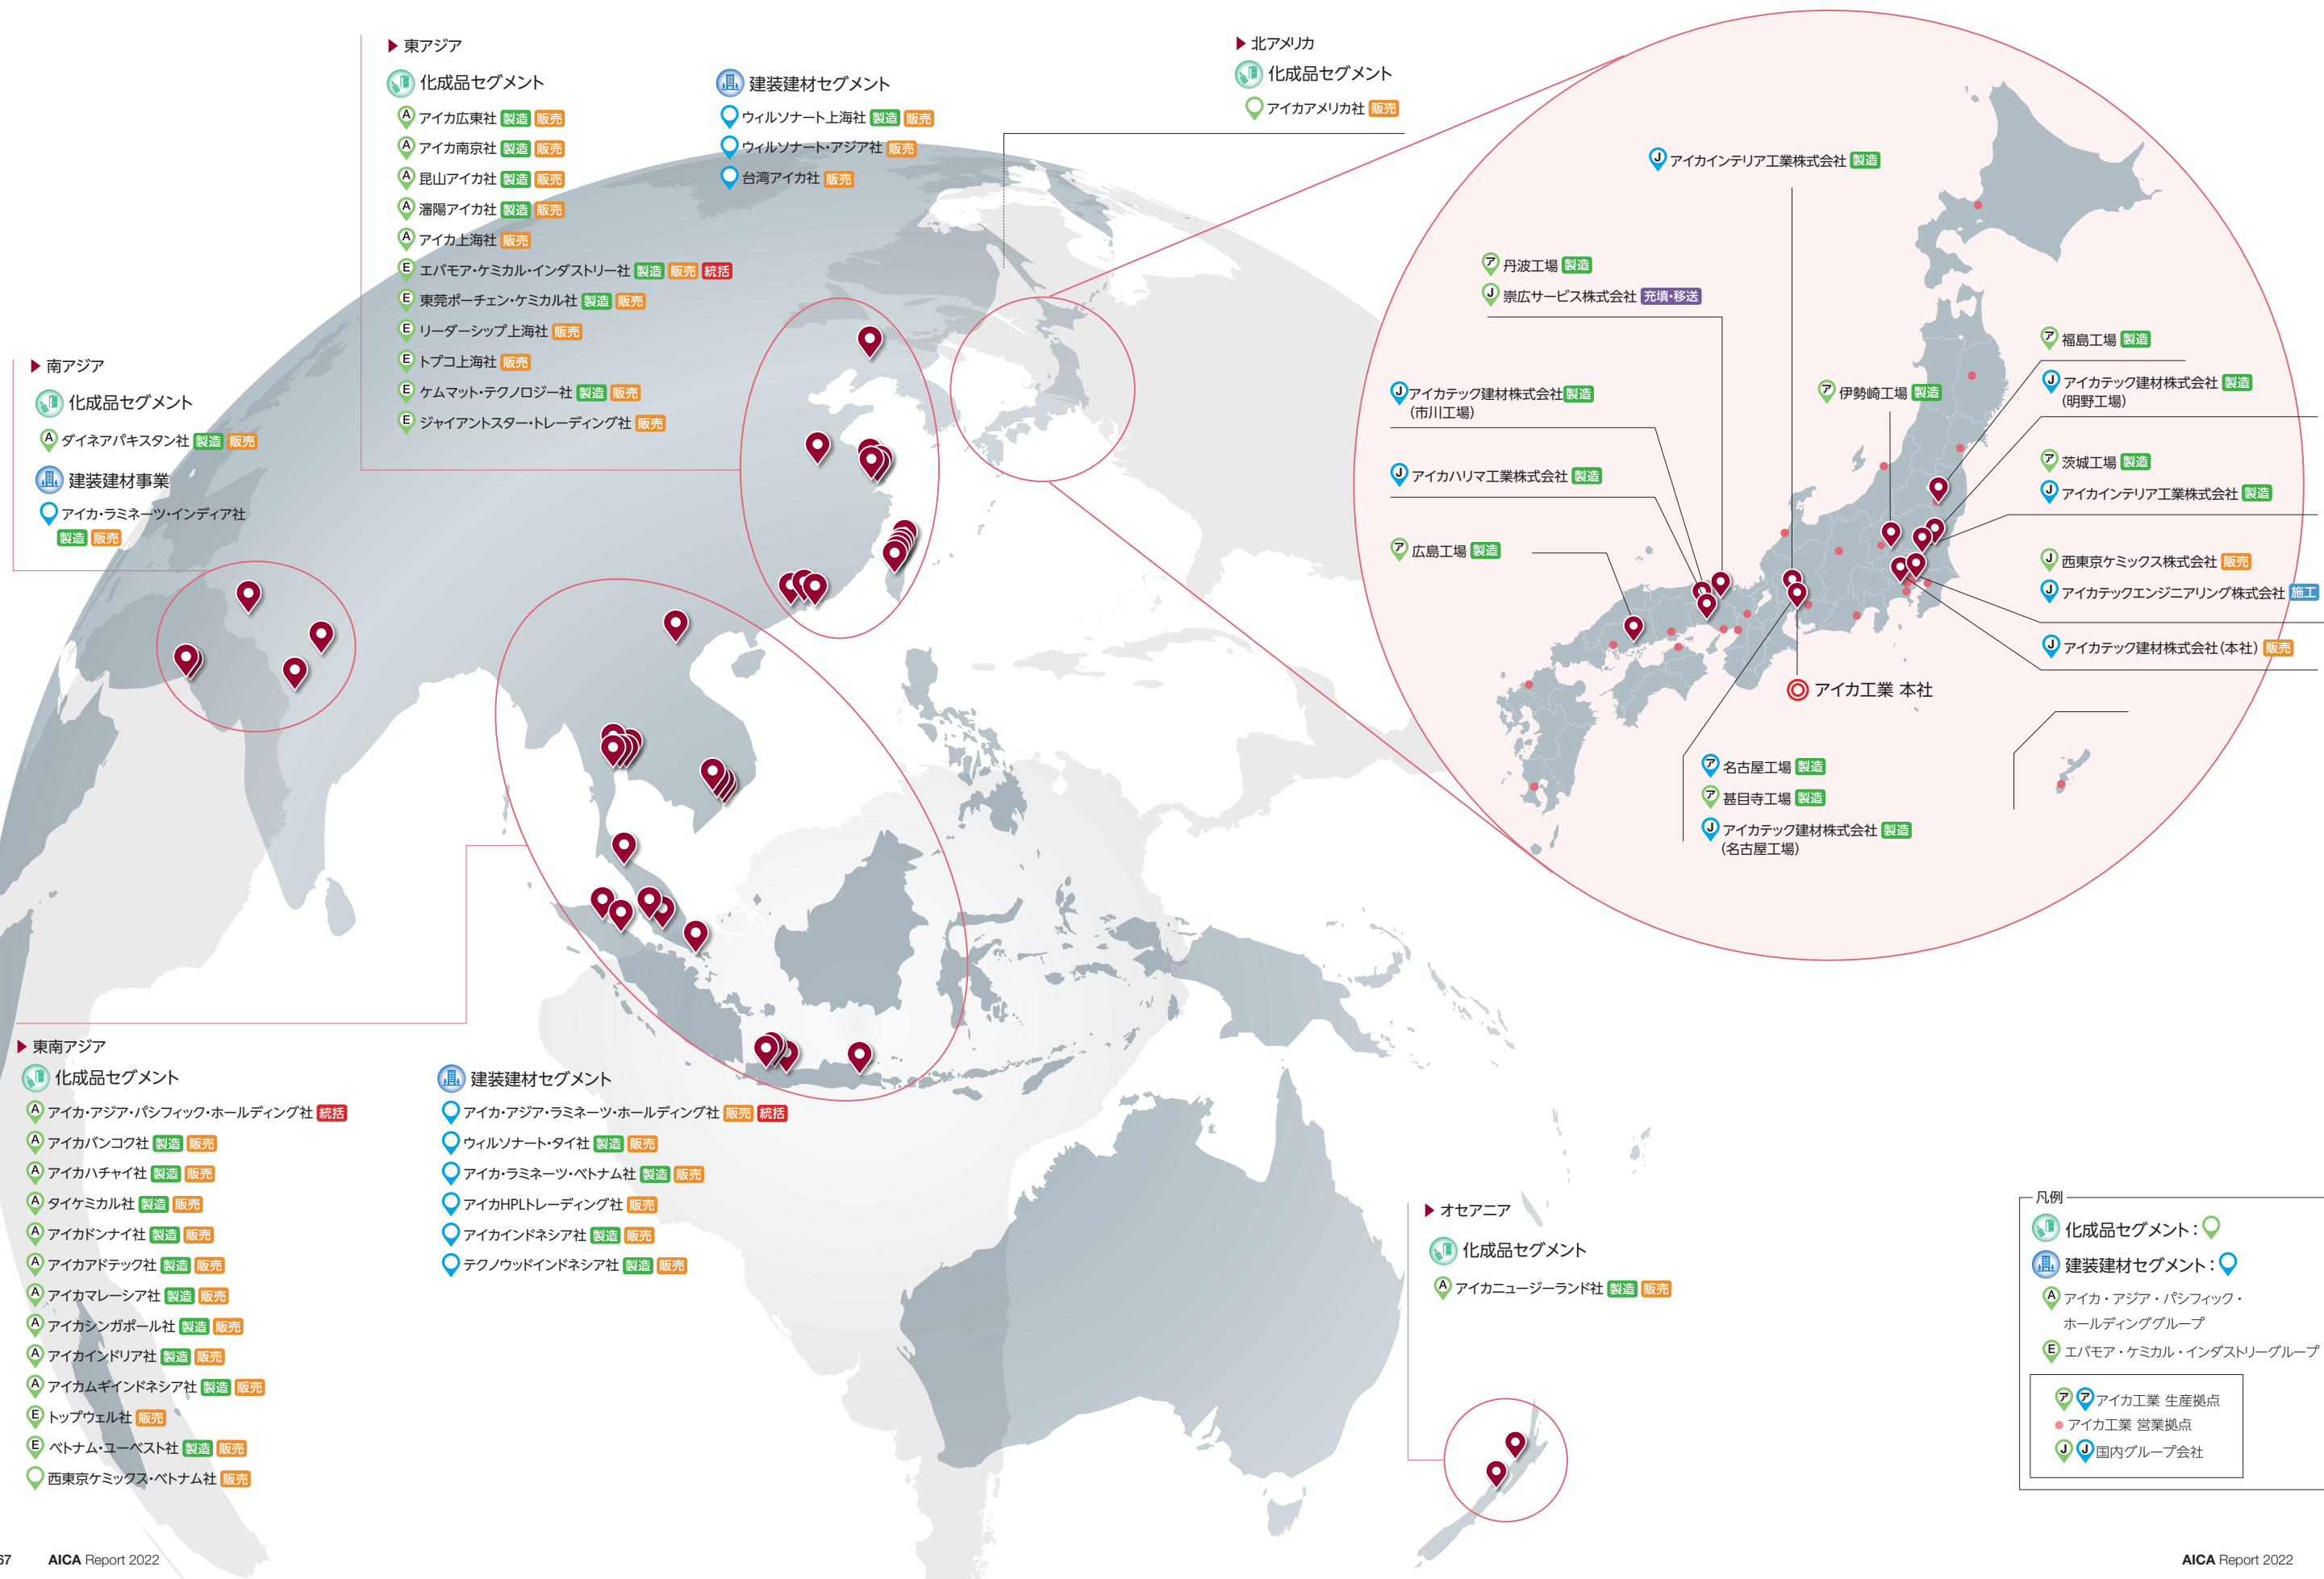 東アジア
化成品セグメント
A アイカ広東社 製造 販売
A アイカ南京社 製造 販売
A 昆山アイカ社 製造 販売
A 瀋陽アイカ社 製造 販売
A アイカ上海社 販売
E エバモア・ケミカル・インダストリー社 製造 販売 統括
E 東莞ポーチェン・ケミカル社 製造 販売
E リーダーシップ上海社 販売
E トプコ上海社 販売
E ケムマット・テクノロジー社 製造 販売
E ジャイアントスター・トレーディング社 販売
建装建材セグメント
ウィルソナート上海社 製造 販売
ウィルソナート・アジア社 販売
台湾アイカ社 販売
北アメリカ
化成品セグメント
アイカアメリカ社 販売
南アジア
化成品セグメント
A ダイネアパキスタン社 製造 販売
建装建材事業
アイカ・ラミネーツ・インディア社
製造 販売
J アイカインテリア工業株式会社 製造
ア 丹波工場 製造
J 崇広サービス株式会社 充填・移送
J アイカテック建材株式会社 製造
(市川工場)
J アイカハリマ工業株式会社 製造
ア 広島工場 製造
ア 伊勢崎工場 製造
ア 福島工場 製造
J アイカテック建材株式会社 製造
(明野工場)
ア 茨城工場 製造
J アイカインテリア工業株式会社 製造
J 西東京ケミックス株式会社 販売
J アイカテックエンジニアリング株式会社 施工
J アイカテック建材株式会社(本社) 販売
アイカ工業 本社
ア 名古屋工場 製造
ア 甚目寺工場 製造
J アイカテック建材株式会社 製造
(名古屋工場)
東南アジア
化成品セグメント
A アイカ・アジア・パシフィック・ホールディング社 統括
A アイカバンコク社 製造 販売
A アイカハチャイ社 製造 販売
A タイケミカル社 製造 販売
A アイカドンナイ社 製造 販売
A アイカアドテック社 製造 販売
A アイカマレーシア社 製造 販売
A アイカシンガポール社 製造 販売
A アイカインドリア社 製造 販売
A アイカムギインドネシア社 製造 販売
E トップウェル社 販売
E ベトナム・ユーベスト社 製造 販売
西東京ケミックス・ベトナム社 販売
建装建材セグメント
アイカ・アジア・ラミネーツ・ホールディング社 販売 統括
ウィルソナート・タイ社 製造 販売
アイカ・ラミネーツ・ベトナム社 製造 販売
アイカHPLトレーディング社 販売
アイカインドネシア社 製造 販売
テクノウッドインドネシア社 製造 販売
オセアニア
化成品セグメント
A アイカニュージーランド社 製造 販売
凡例
化成品セグメント:
建装建材セグメント:
A アイカ・アジア・パシフィック・
ホールディンググループ
E エバモア・ケミカル・インダストリーグループ
ア ア アイカ工業 生産拠点
アイカ工業 営業拠点
J J 国内グループ会社
67 AICA Report 2022
AICA Report 2022